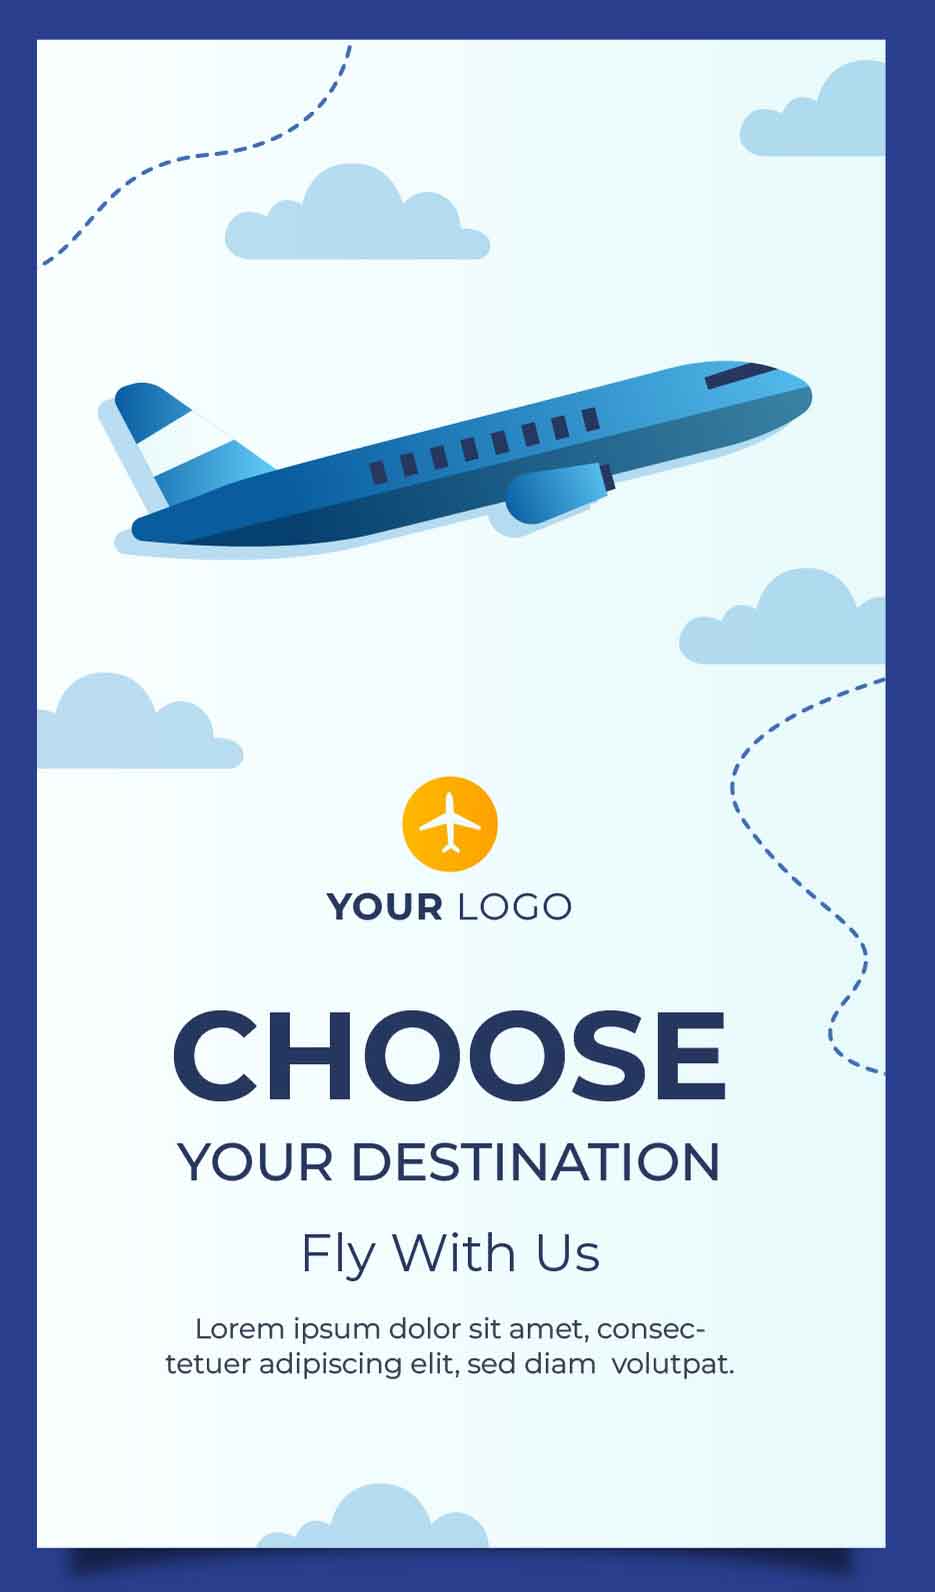 YOUR LOGO
CHOOSE
YOUR DESTINATION
Fly With Us
Lorem ipsum dolor sit amet, consec-
tetuer adipiscing elit, sed diam  volutpat.